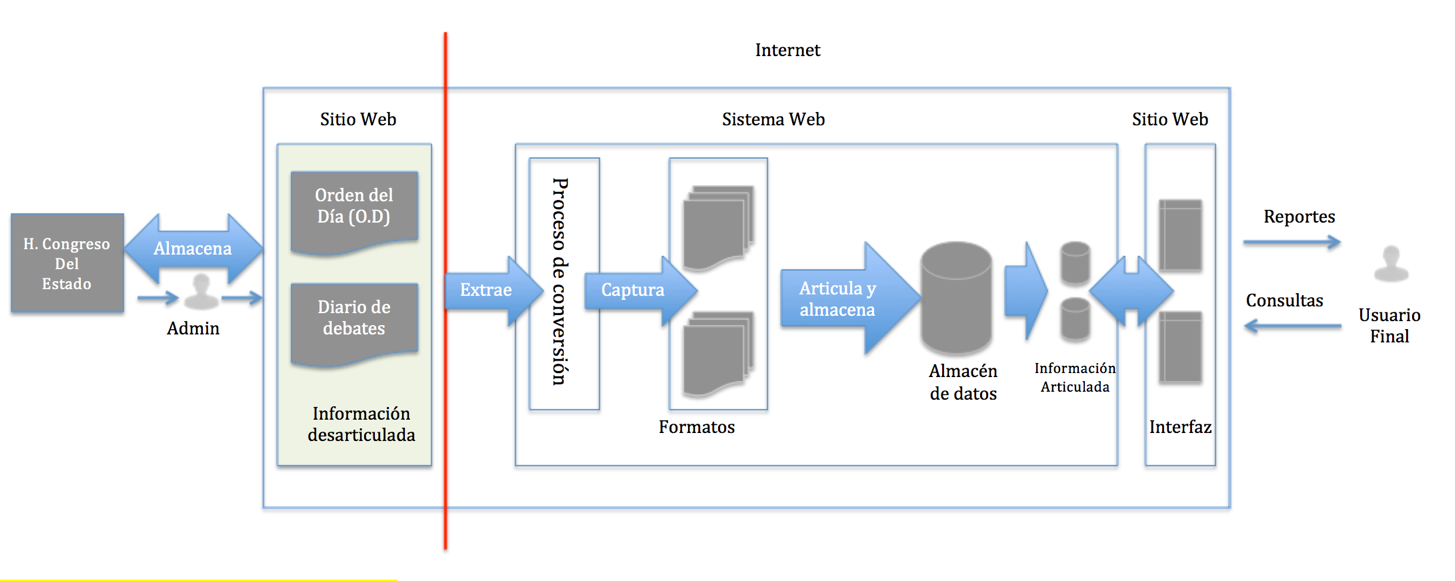 Internet
Sitio Web
Sistema Web
Sitio Web
H. Congreso
Del
Estado
Almacena
Admin
Orden del
Día (O.D)
Diario de
debates
Información
desarticulada
Extrae
Proceso de conversión
Captura
Formatos
Articula y
almacena
Almacén
de datos
Información
Articulada
Interfaz
Reportes
Consultas
Usuario
Final